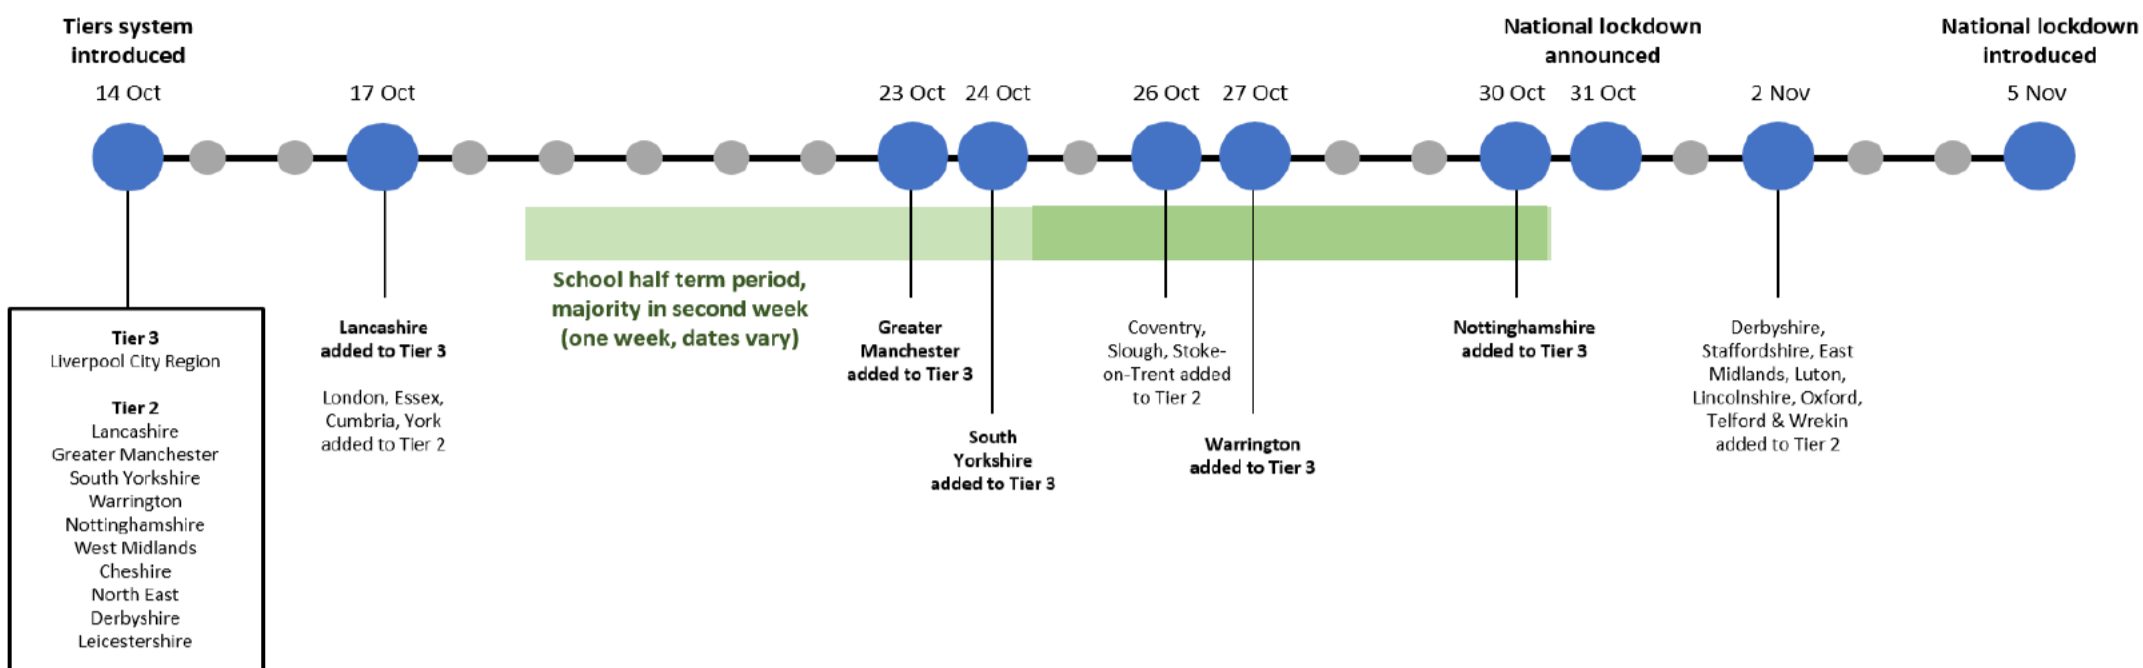 Tiers system
introduced
National lockdown
announced
National lockdown
introduced
14 Oct
17 Oct
23 Oct
24 Oct
26 Oct
27 Oct
30 Oct
31 Oct
2 Nov
5 Nov
School half term period,
majority in second week
(one week, dates vary)
Tier 3
Liverpool City Region
Tier 2
Lancashire
Greater Manchester
South Yorkshire
Warrington
Nottinghamshire
West Midlands
Cheshire
North East
Derbyshire
Leicestershire
Lancashire
added to Tier 3
London, Essex,
Cumbria, York
added to Tier 2
Greater
Manchester
added to Tier 3
South
Yorkshire
added to Tier 3
Coventry,
Slough, Stoke-
on-Trent added
to Tier 2
Warrington
added to Tier 3
Nottinghamshire
added to Tier 3
Derbyshire,
Staffordshire, East
Midlands, Luton,
Lincolnshire, Oxford,
Telford & Wrekin
added to Tier 2